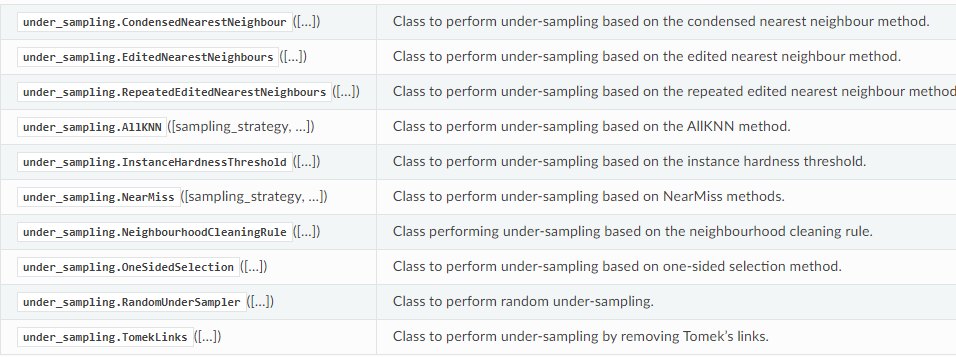 under_sampling.CondensedNearestNeighbour([...]) Class to perform under-sampling based on the condensed nearest neighbour method.
under_sampling.EditedNearestNeighbours([...]) Class to perform under-sampling based on the edited nearest neighbour method.
under_sampling.RepeatedEditedNearestNeighbours([...]) Class to perform under-sampling based on the repeated edited nearest neighbour method
under_sampling.AllKNN([sampling_strategy, ...]) Class to perform under-sampling based on the AllKNN method.
under_sampling.InstanceHardnessThreshold([...]) Class to perform under-sampling based on the instance hardness threshold.
under_sampling.NearMiss([sampling_strategy, ...]) Class to perform under-sampling based on NearMiss methods.
under_sampling.NeighbourhoodCleaningRule([...]) Class performing under-sampling based on the neighbourhood cleaning rule.
under_sampling.OneSidedSelection([...]) Class to perform under-sampling based on one-sided selection method.
under_sampling.RandomUnderSampler([...]) Class to perform random under-sampling.
under_sampling.TomekLinks([...]) Class to perform under-sampling by removing Tomek’s links.